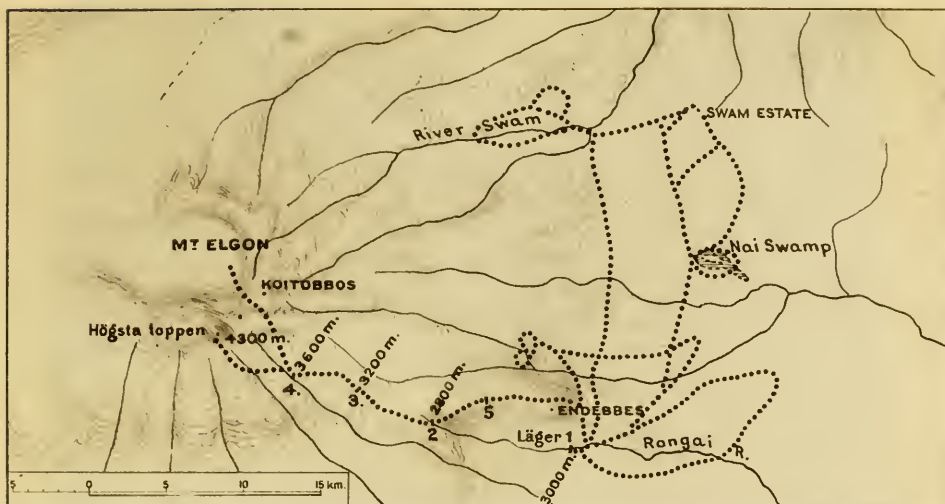 River Swam
SWAM ESTATE
MT ELGON
Nai Swamp
KOITOBBOS
Högsta toppen
4300 m.
3600 m.
3200 m.
2800 m.
4.
3.
5
2
ENDEBBES
Läger 1
Rongai R.
3000 m.
5 0 5 10 15 km.